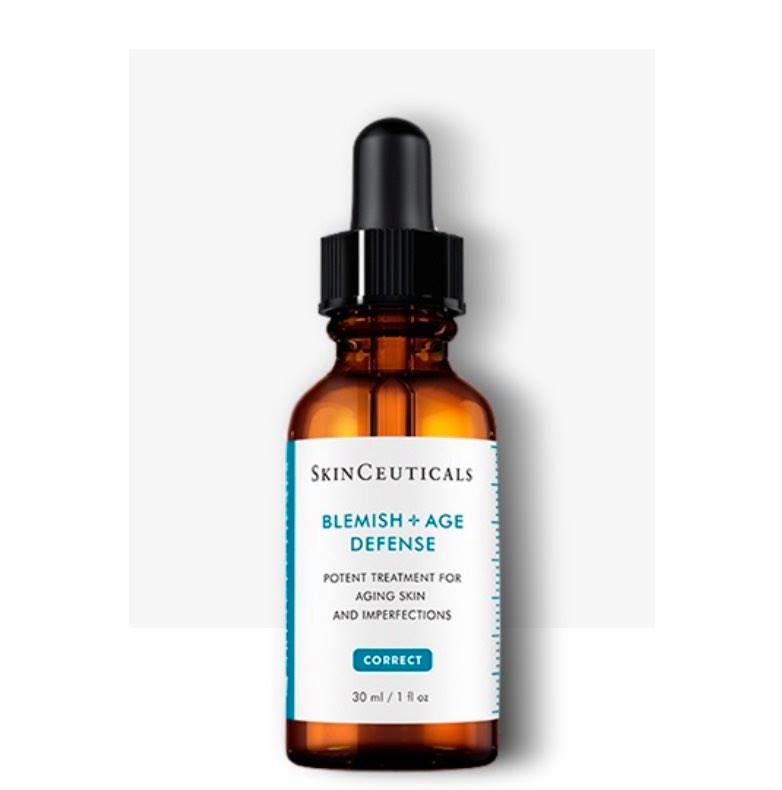 SKINCEUTICALS
BLEMISH + AGE
DEFENSE
POTENT TREATMENT FOR
AGING SKIN
AND IMPERFECTIONS
CORRECT
30 ml / 1 fl oz